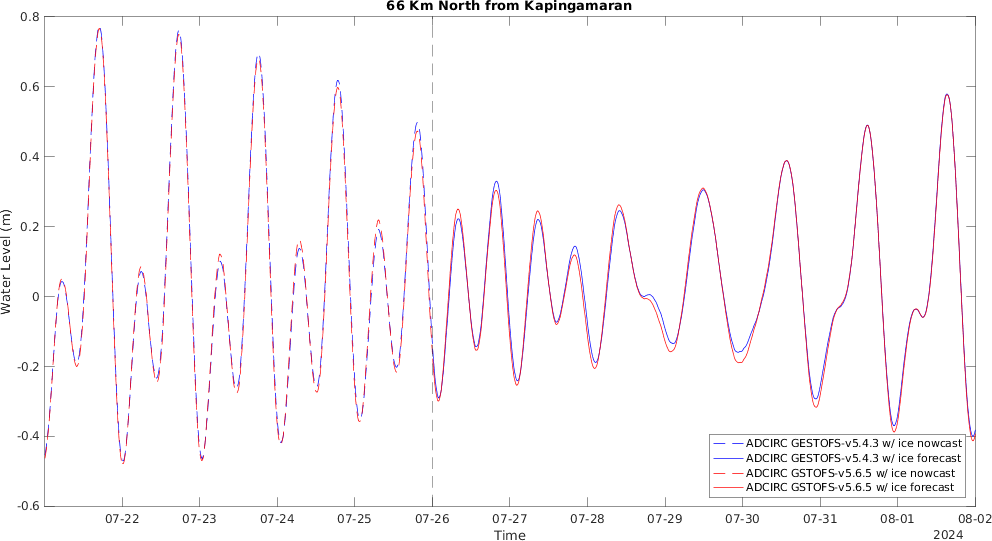 66 Km North from Kapingamaran
Water Level (m)
0.8
0.6
0.4
0.2
0
-0.2
-0.4
-0.6
ADCIRC GESTOFS-v5.4.3 w/ ice nowcast
ADCIRC GESTOFS-v5.4.3 w/ ice forecast
ADCIRC GSTOFS-v5.6.5 w/ ice nowcast
ADCIRC GSTOFS-v5.6.5 w/ ice forecast
07-22 07-23 07-24 07-25 07-26 07-27 07-28 07-29 07-30 07-31 08-01 08-02
Time
2024